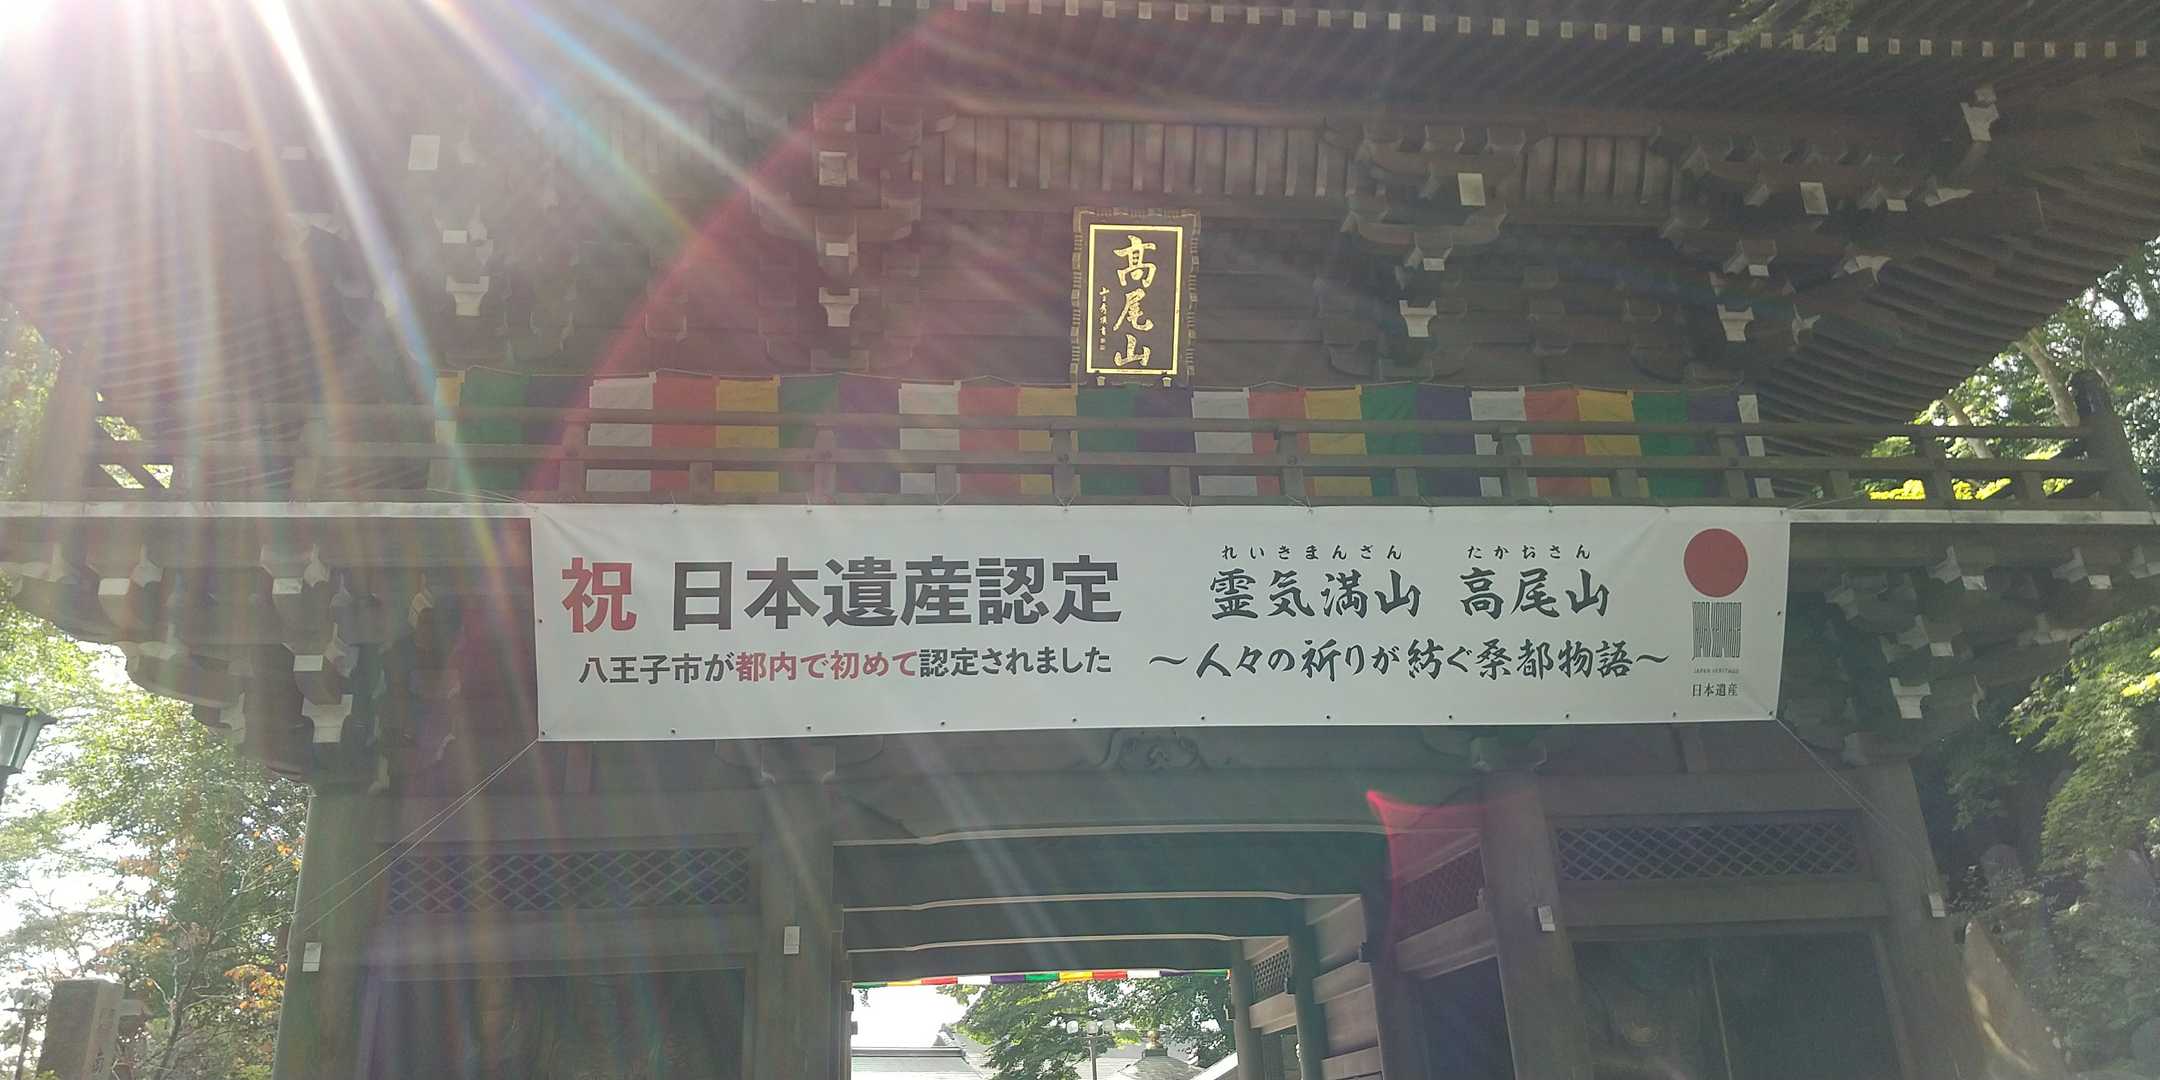 高尾山
祝 日本遺産認定
八王子市が都内で初めて認定されました
れいきまんざん たかおさん
霊気満山 高尾山
～人々の祈りが紡ぐ桑都物語～
JAPAN HERITAGE
日本遺産